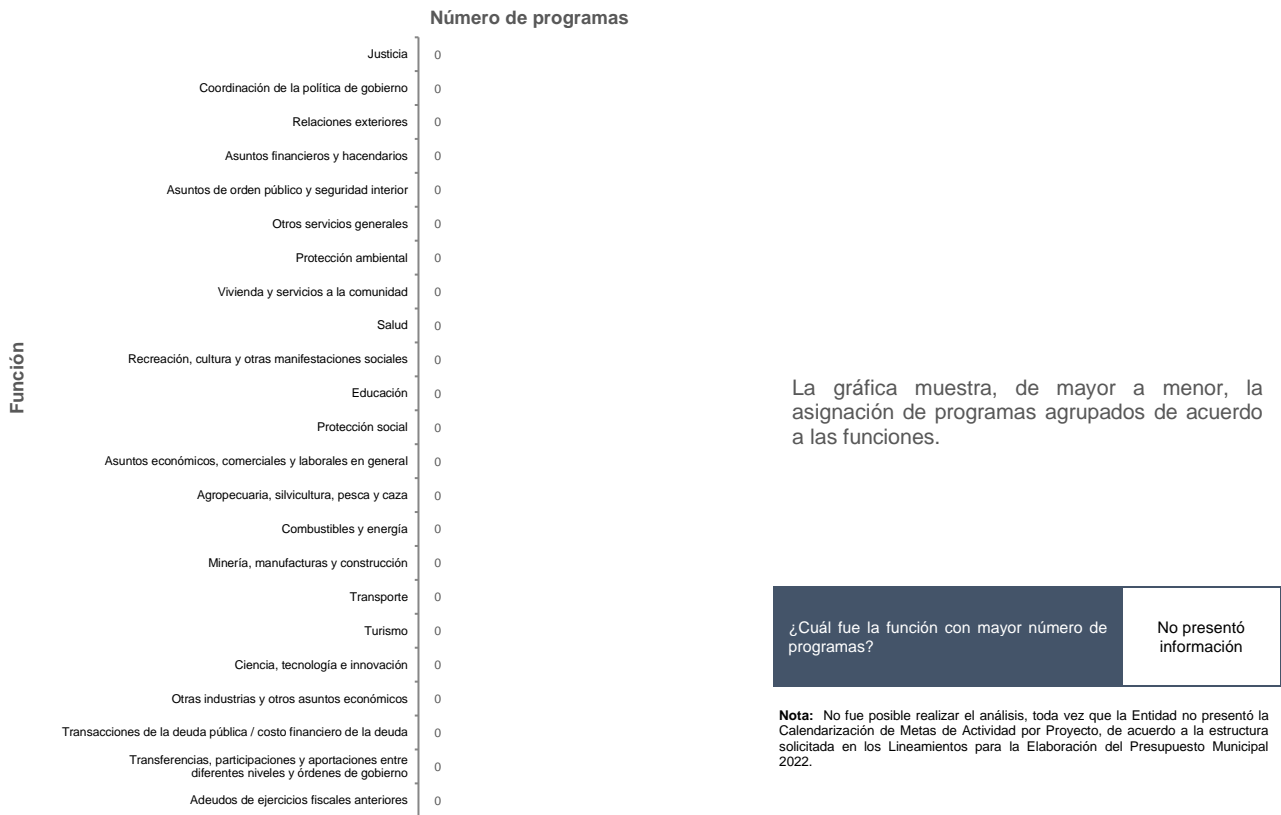 Número de programas
Función
Justicia 0
Coordinación de la política de gobierno 0
Relaciones exteriores 0
Asuntos financieros y hacendarios 0
Asuntos de orden público y seguridad interior 0
Otros servicios generales 0
Protección ambiental 0
Vivienda y servicios a la comunidad 0
Salud 0
Recreación, cultura y otras manifestaciones sociales 0
Educación 0
Protección social 0
Asuntos económicos, comerciales y laborales en general 0
Agropecuaria, silvicultura, pesca y caza 0
Combustibles y energía 0
Minería, manufacturas y construcción 0
Transporte 0
Turismo 0
Ciencia, tecnología e innovación 0
Otras industrias y otros asuntos económicos 0
Transacciones de la deuda pública / costo financiero de la deuda 0
Transferencias, participaciones y aportaciones entre
diferentes niveles y órdenes de gobierno 0
Adeudos de ejercicios fiscales anteriores 0
La gráfica muestra, de mayor a menor, la
asignación de programas agrupados de acuerdo
a las funciones.
¿Cuál fue la función con mayor número de
programas?
No presentó
información
Nota: No fue posible realizar el análisis, toda vez que la Entidad no presentó la
Calendarización de Metas de Actividad por Proyecto, de acuerdo a la estructura
solicitada en los Lineamientos para la Elaboración del Presupuesto Municipal
2022.